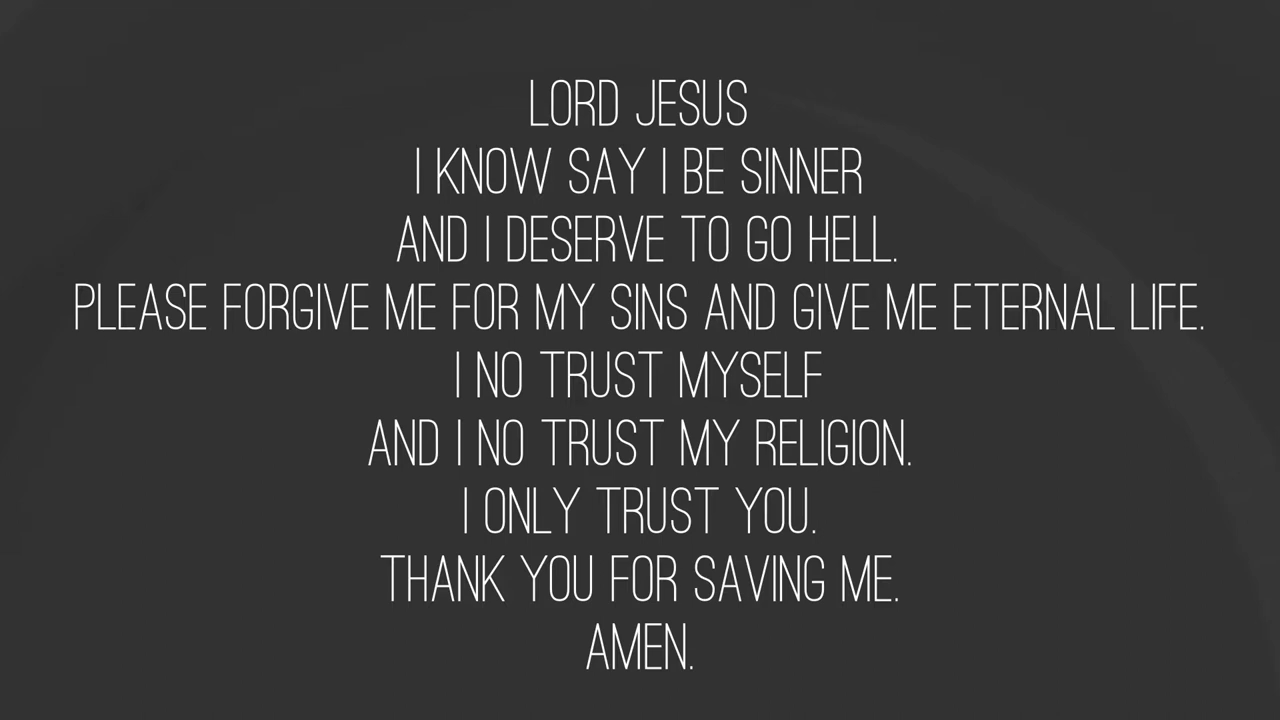 LORD JESUS
I KNOW SAY I BE SINNER
AND I DESERVE TO GO HELL.
PLEASE FORGIVE ME FOR MY SINS AND GIVE ME ETERNAL LIFE.
I NO TRUST MYSELF
AND I NO TRUST MY RELIGION.
I ONLY TRUST YOU.
THANK YOU FOR SAVING ME.
AMEN.